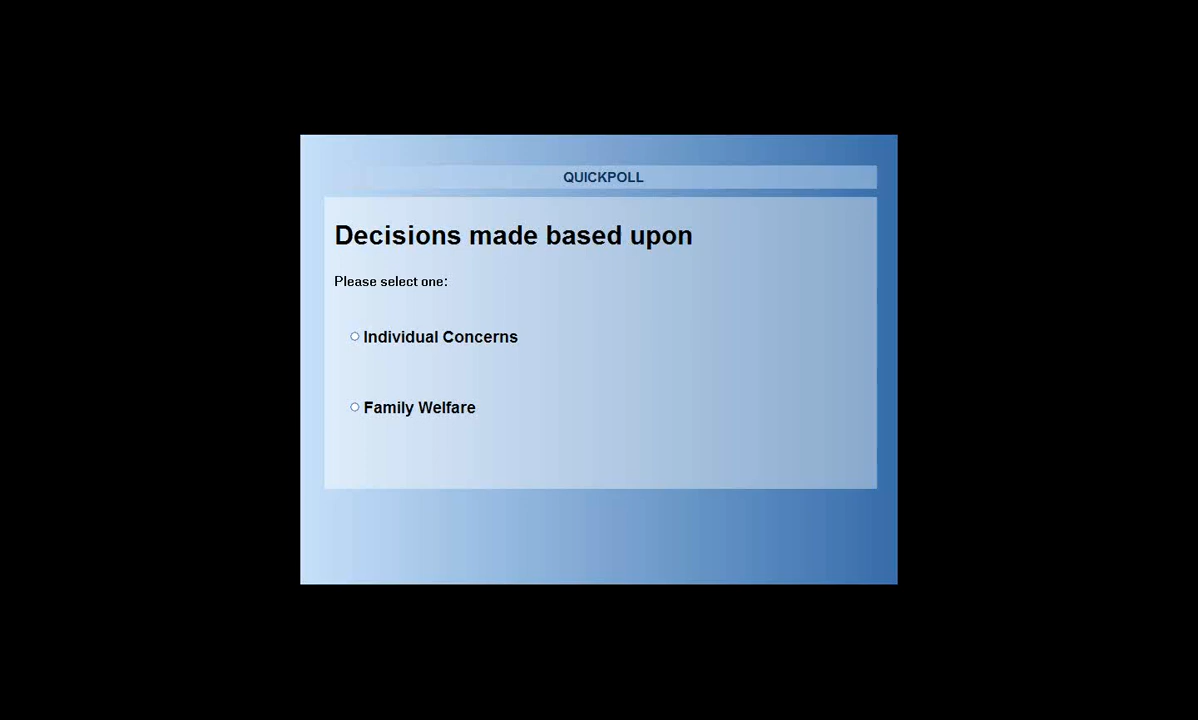 QUICKPOLL
Decisions made based upon
Please select one:
Individual Concerns
Family Welfare